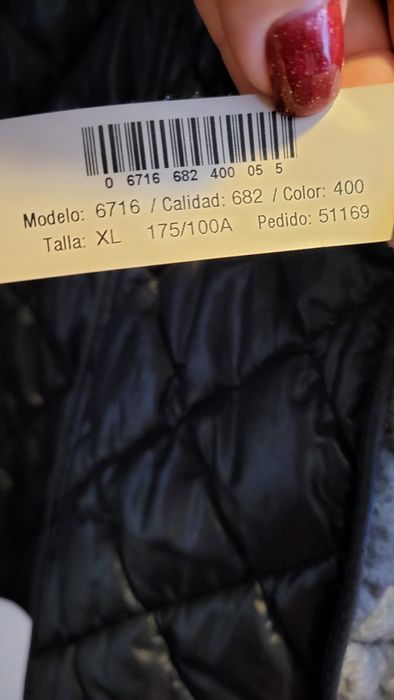 0 6716 682 400 05 5
Modelo: 6716 / Calidad: 682 / Color: 400
Talla: XL 175/100A Pedido: 51169